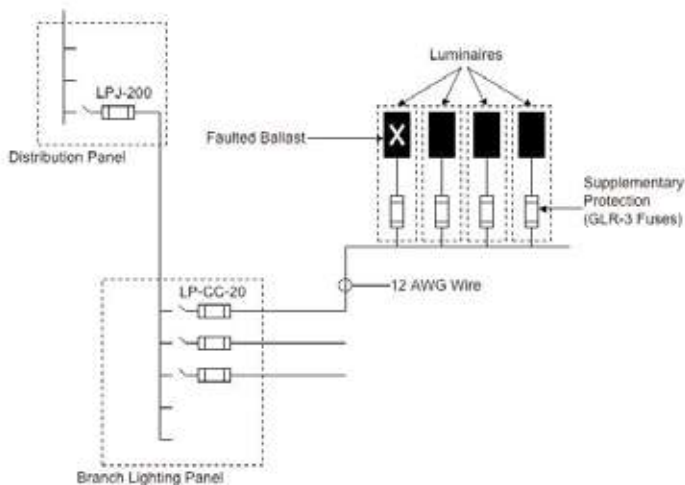 LPJ-200
Distribution Panel
Luminaires
Faulted Ballast
X
Supplementary
Protection
(GLR-3 Fuses)
LP-CC-20
12 AWG Wire
Branch Lighting Panel